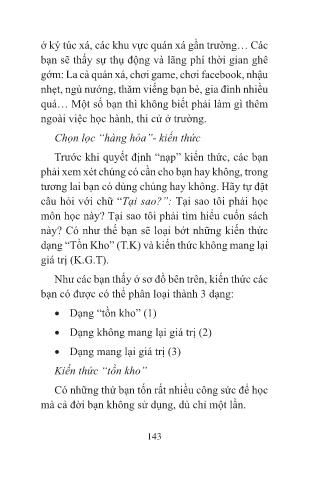 ở ký túc xá, các khu vực quán xá gần trường… Các
bạn sẽ thấy sự thụ động và lãng phí thời gian ghê
gớm: La cà quán xá, chơi game, chơi facebook, nhậu
nhẹt, ngủ nướng, thăm viếng bạn bè, gia đình nhiều
quá… Một số bạn thì không biết phải làm gì thêm
ngoài việc học hành, thi cử ở trường.
Chọn lọc “hàng hóa”- kiến thức
Trước khi quyết định “nạp” kiến thức, các bạn
phải xem xét chúng có cần cho bạn hay không, trong
tương lai bạn có dùng chúng hay không. Hãy tự đặt
câu hỏi với chữ “Tại sao?”: Tại sao tôi phải học
môn học này? Tại sao tôi phải tìm hiểu cuốn sách
này? Có như thế bạn sẽ loại bớt những kiến thức
dạng “Tồn Kho” (T.K) và kiến thức không mang lại
giá trị (K.G.T).
Như các bạn thấy ở sơ đồ bên trên, kiến thức các
bạn có được có thể phân loại thành 3 dạng:
• Dạng “tồn kho” (1)
• Dạng không mang lại giá trị (2)
• Dạng mang lại giá trị (3)
Kiến thức “tồn kho”
Có những thứ bạn tốn rất nhiều công sức để học
mà cả đời bạn không sử dụng, dù chỉ một lần.
143